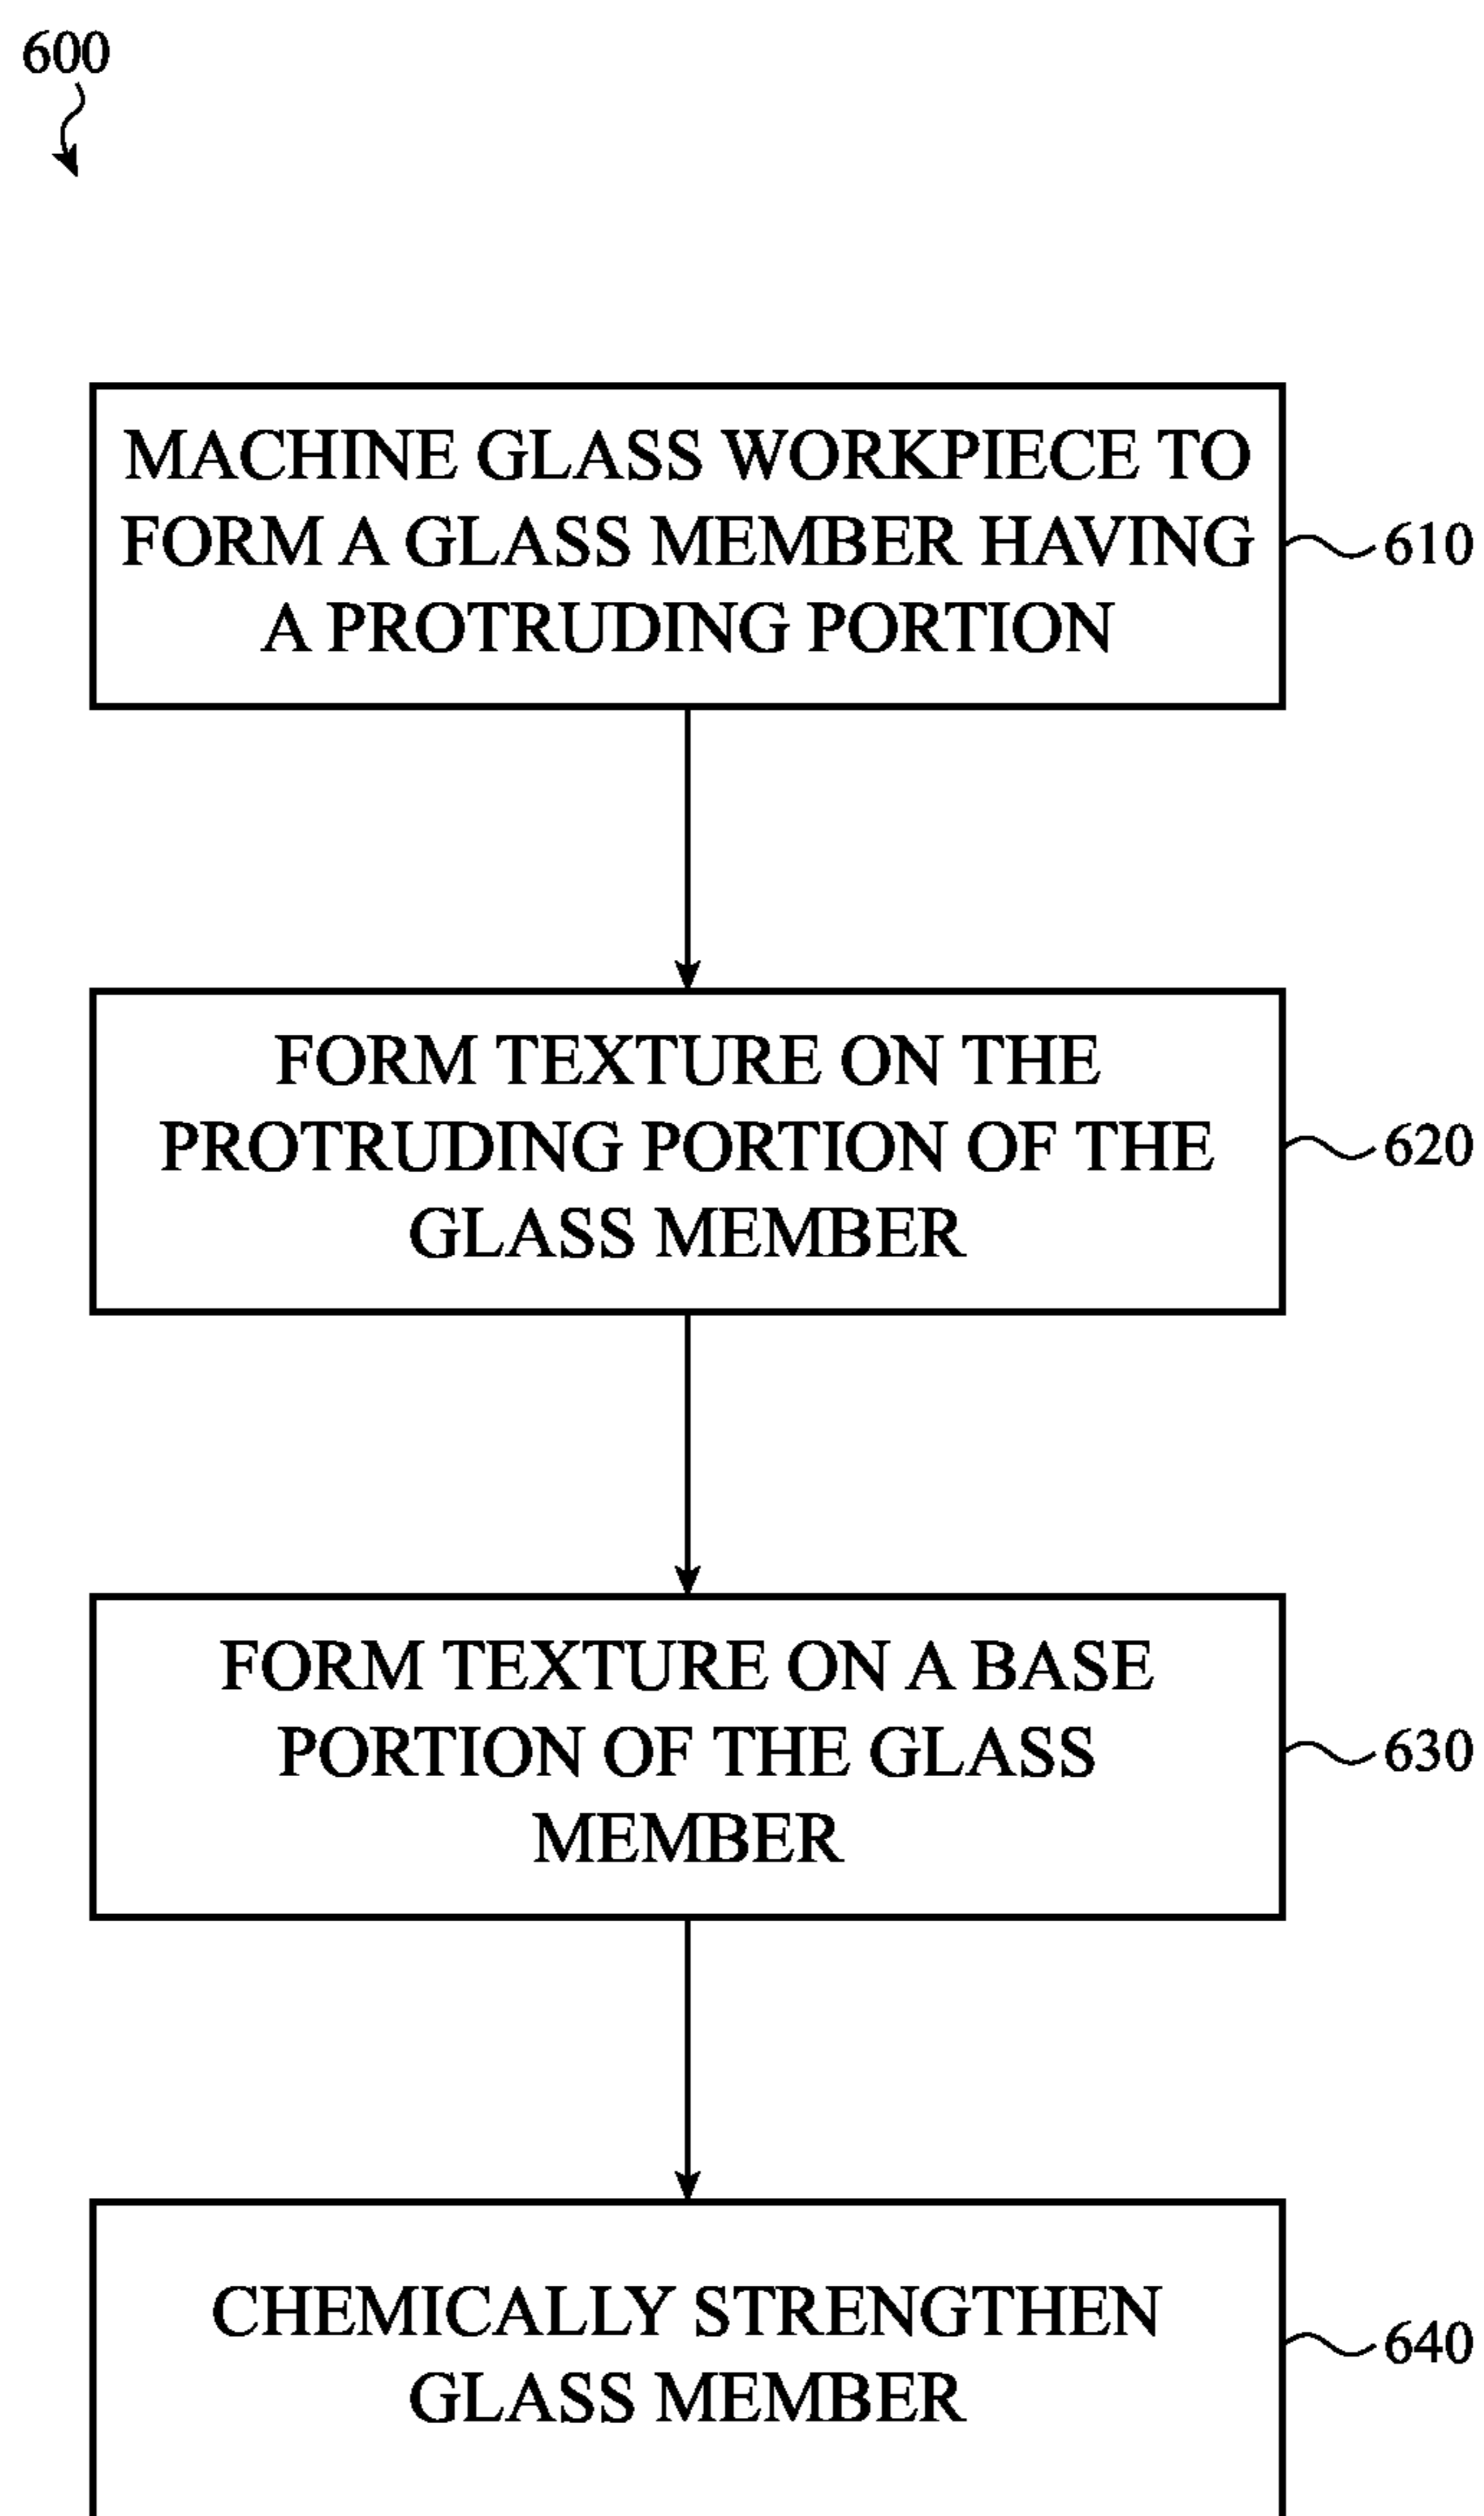 600
MACHINE GLASS WORKPIECE TO
FORM A GLASS MEMBER HAVING
A PROTRUDING PORTION
610
FORM TEXTURE ON THE
PROTRUDING PORTION OF THE
GLASS MEMBER
620
FORM TEXTURE ON A BASE
PORTION OF THE GLASS
MEMBER
630
CHEMICALLY STRENGTHEN
GLASS MEMBER
640